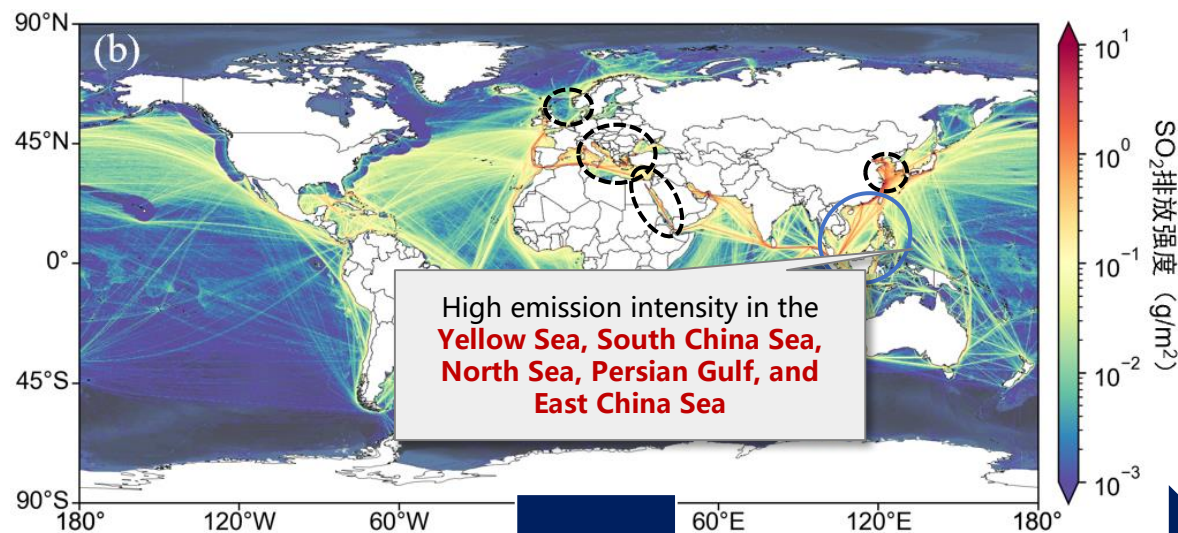 (b)
90°N
45°N
0°
45°S
90°S
180°
120°W
60°W
60°E
120°E
180°
High emission intensity in the
Yellow Sea, South China Sea,
North Sea, Persian Gulf, and
East China Sea
10¹
10⁰
10⁻¹
10⁻²
10⁻³
SO₂排放强度（g/m²）